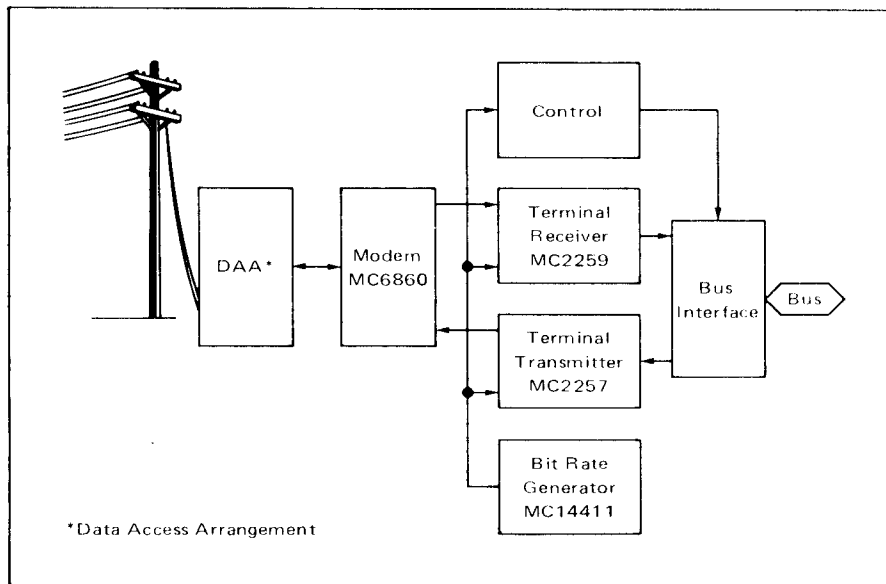 Control
Terminal
Receiver
MC2259
DAA*
Modem
MC6860
Bus
Interface
Bus
Terminal
Transmitter
MC2257
Bit Rate
Generator
MC14411
*Data Access Arrangement